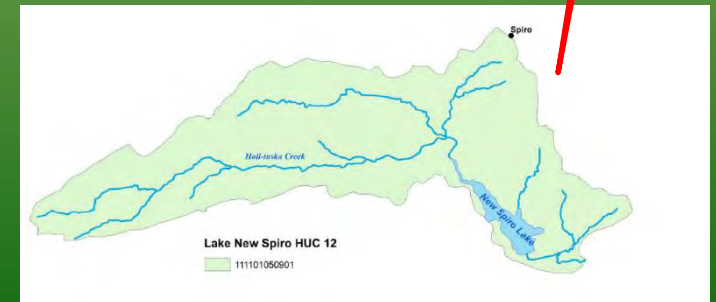 Spiro
Holi-tuska Creek
New Spiro Lake
Lake New Spiro HUC 12
111101050901